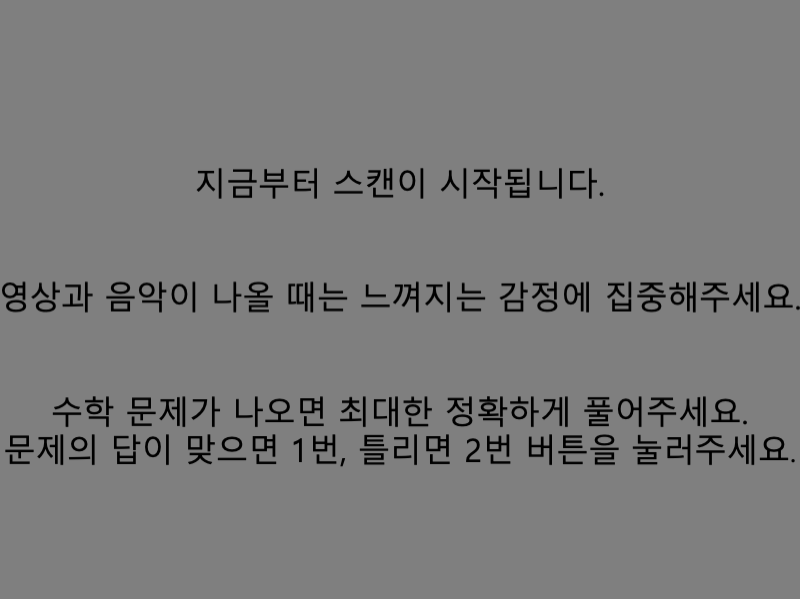 지금부터 스캔이 시작됩니다.
영상과 음악이 나올 때는 느껴지는 감정에 집중해주세요.
수학 문제가 나오면 최대한 정확하게 풀어주세요.
문제의 답이 맞으면 1번, 틀리면 2번 버튼을 눌러주세요.